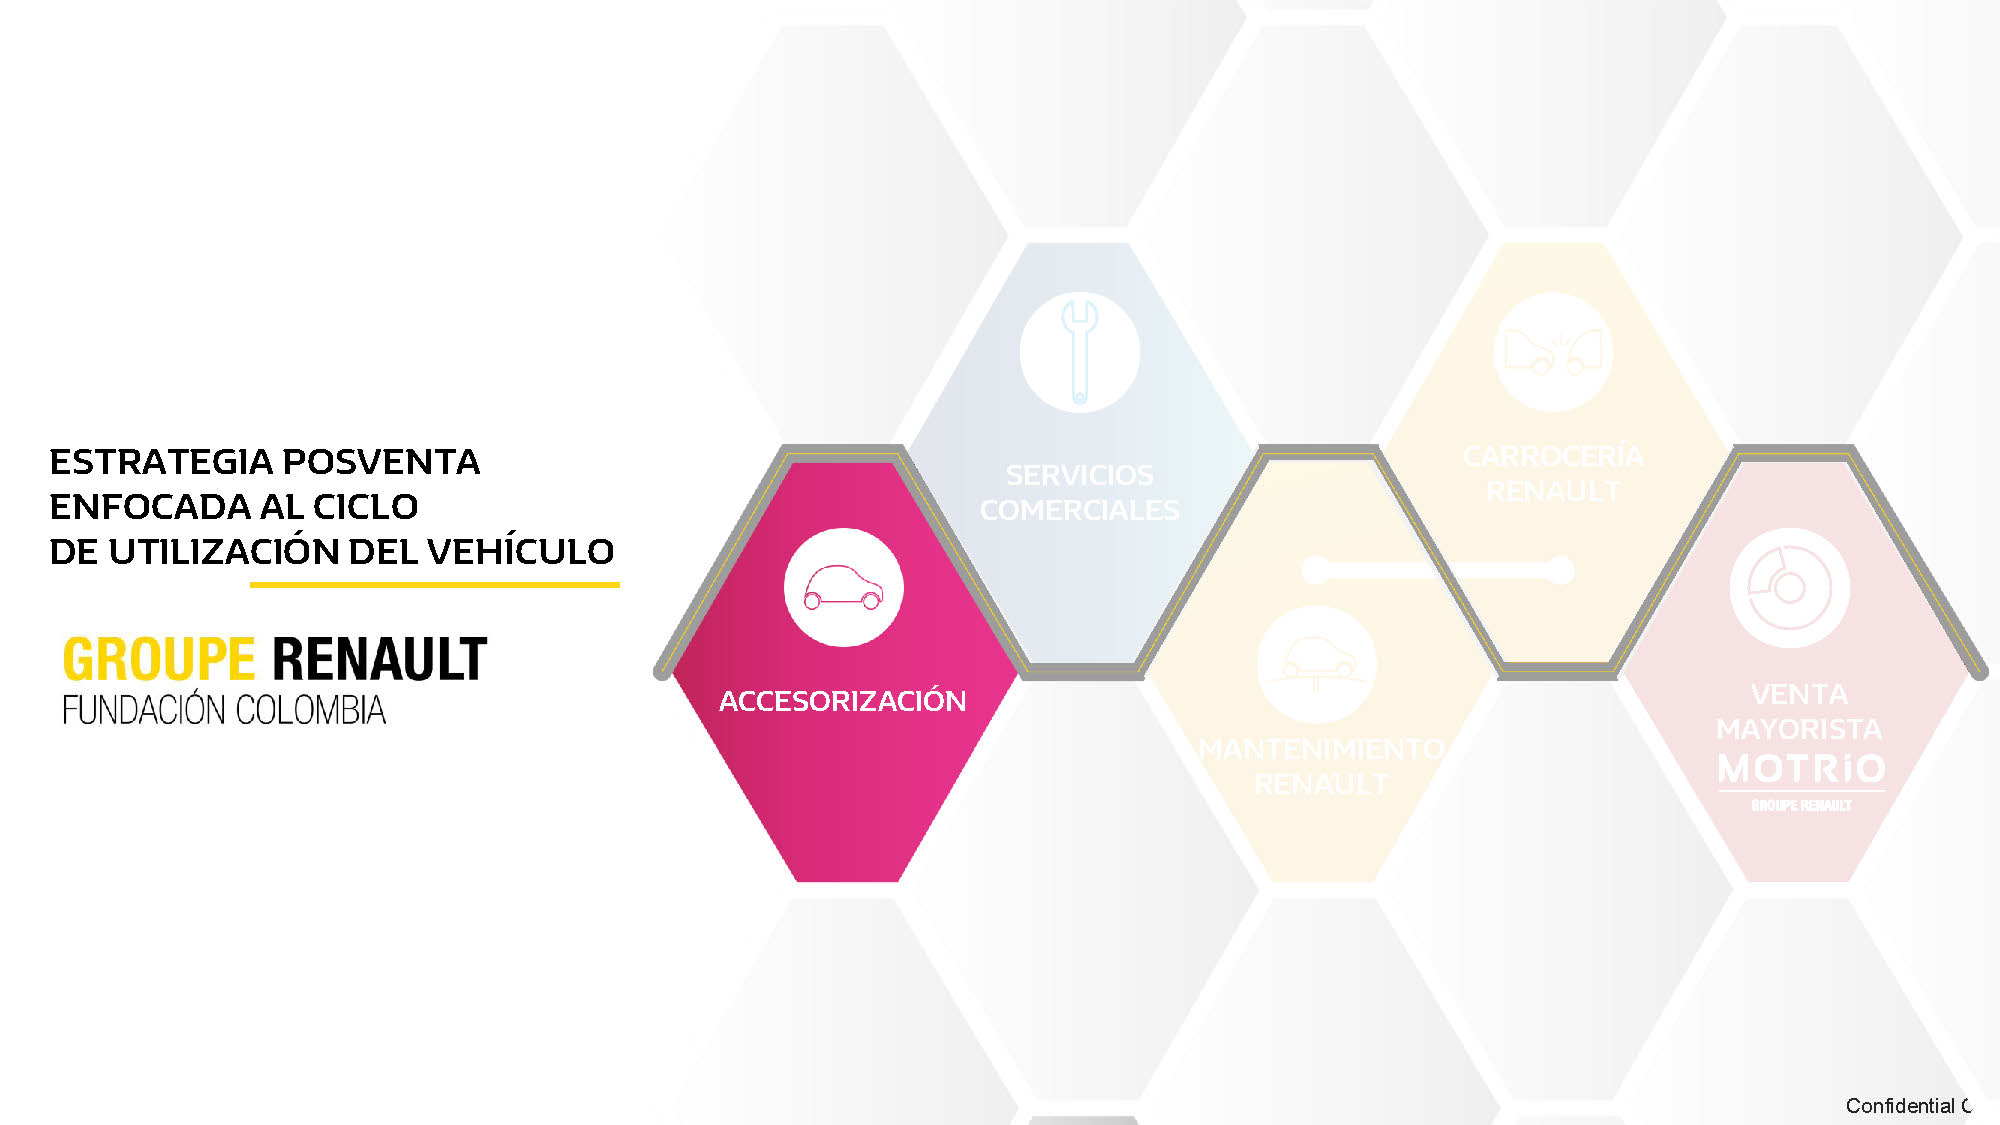 ESTRATEGIA POSVENTA
ENFOCADA AL CICLO
DE UTILIZACIÓN DEL VEHÍCULO
GROUPE RENAULT
FUNDACIÓN COLOMBIA
ACCESORIZACIÓN
SERVICIOS
COMERCIALES
MANTENIMIENTO
RENAULT
CARROCERÍA
RENAULT
VENTA
MAYORISTA
MOTRiO
GROUPE RENAULT
Confidential C